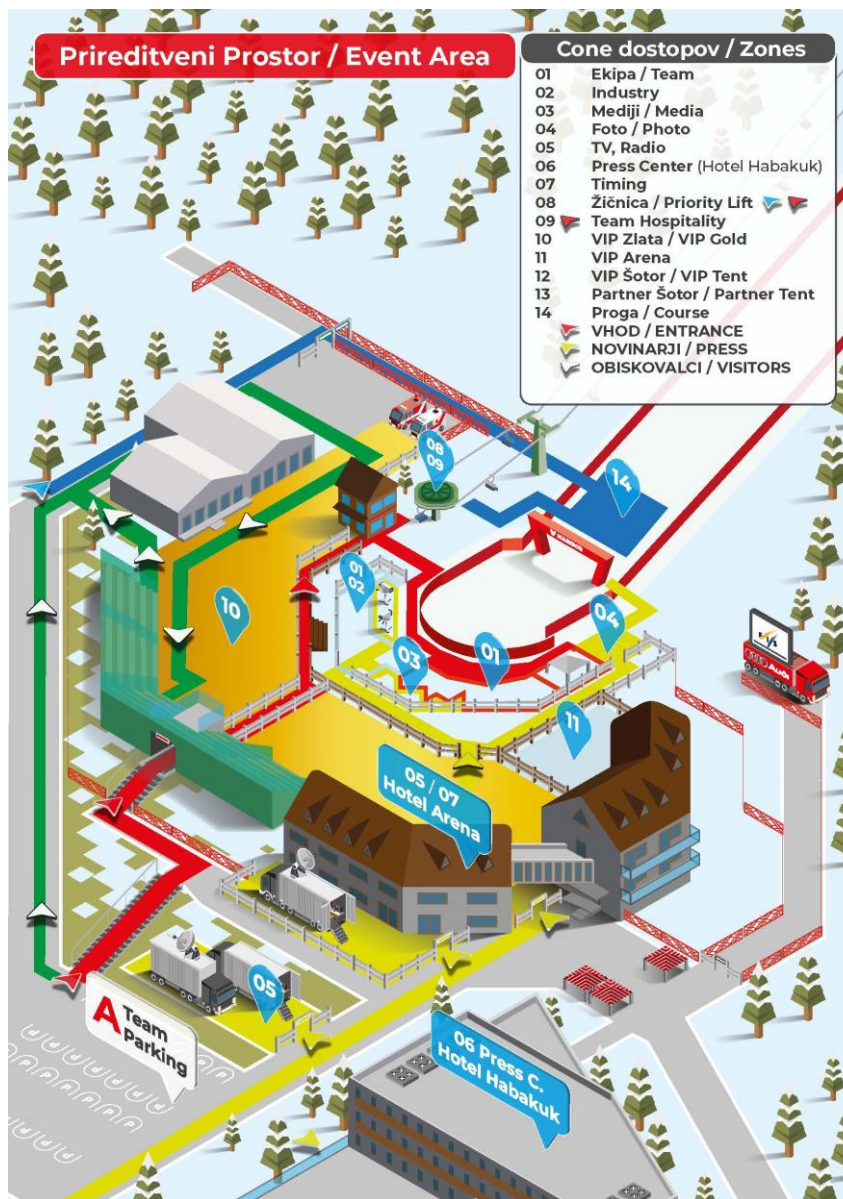 Prireditveni Prostor / Event Area
Cone dostopov / Zones
01 Ekipa / Team
02 Industry
03 Mediji / Media
04 Foto / Photo
05 TV, Radio
06 Press Center (Hotel Habakuk)
07 Timing
08 Žičnica / Priority Lift
09 Team Hospitality
10 VIP Zlata / VIP Gold
11 VIP Arena
12 VIP Šotor / VIP Tent
13 Partner Šotor / Partner Tent
14 Proga / Course
VHOD / ENTRANCE
NOVINARJI / PRESS
OBISKOVALCI / VISITORS
08
09
14
MARIBOR
01
02
10
04
03
01
11
Audi
05 / 07
Hotel Arena
05
A Team
Parking
06 Press C.
Hotel Habakuk